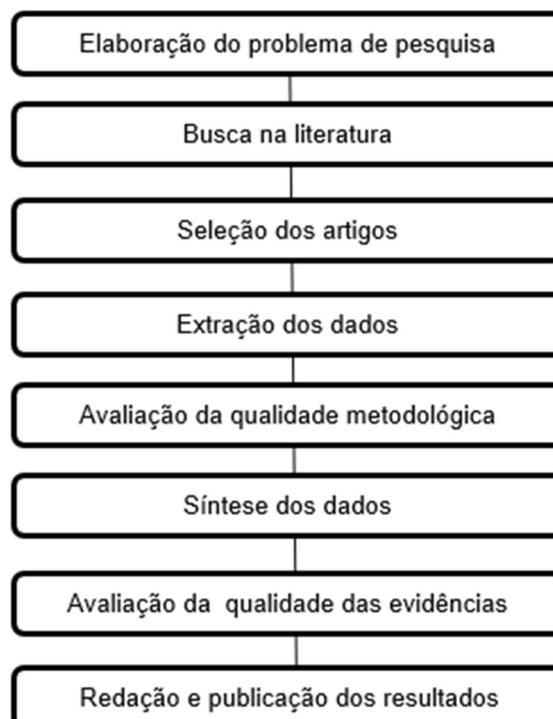 Elaboração do problema de pesquisa
Busca na literatura
Seleção dos artigos
Extração dos dados
Avaliação da qualidade metodológica
Síntese dos dados
Avaliação da  qualidade das evidências
Redação e publicação dos resultados